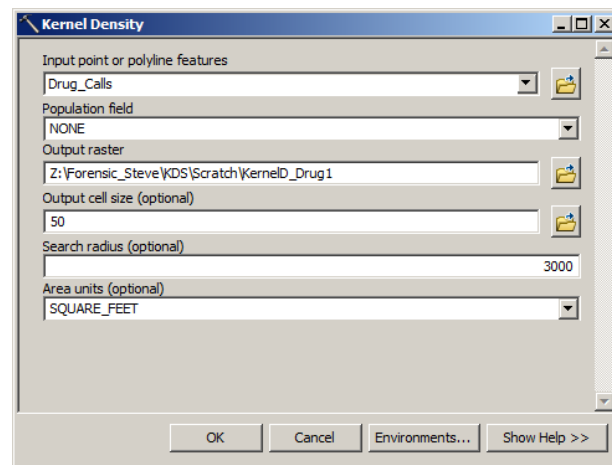 Kernel Density
Input point or polyline features
Drug_Calls
Population field
NONE
Output raster
Z:\Forensic_Steve\KDS\Scratch\KernelD_Drug1
Output cell size (optional)
50
Search radius (optional)
3000
Area units (optional)
SQUARE_FEET
OK Cancel Environments... Show Help >>